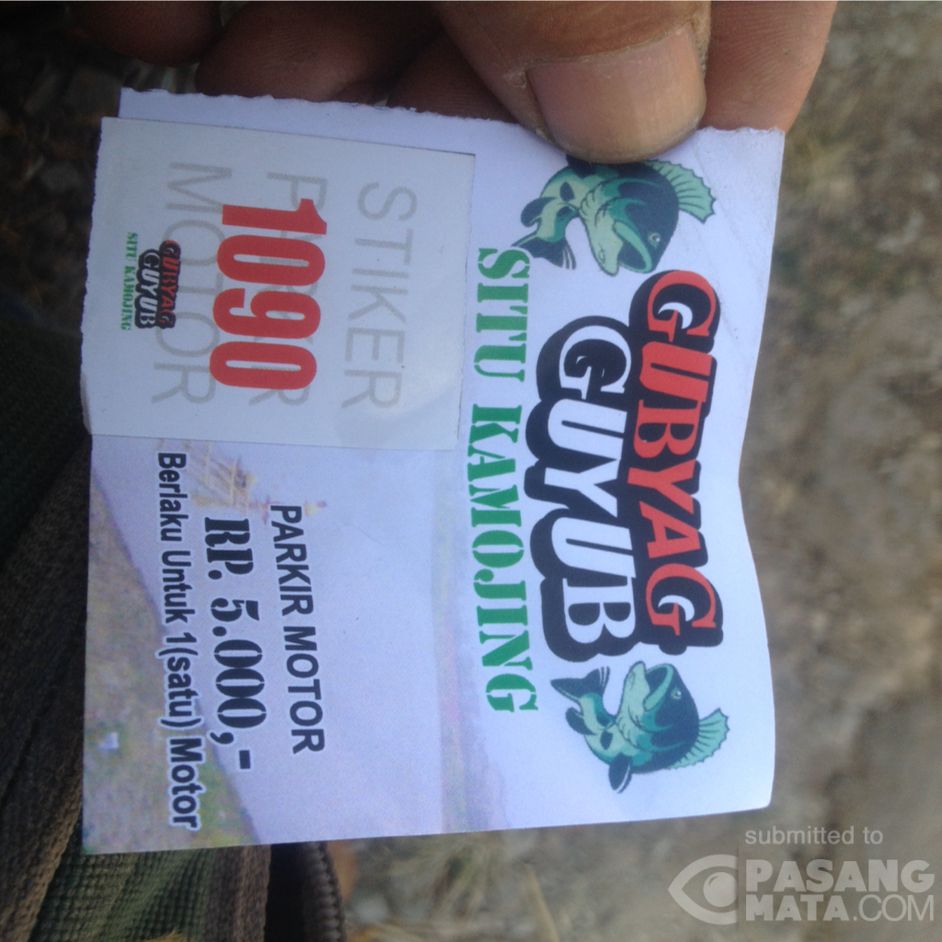 GUBYAG
GUYUB
SITU KAMOJING
STIKER
MOTOR
1090
GUBYAG
GUYUB
SITU KAMOJING
PARKIR MOTOR
RP. 5.000,-
Berlaku Untuk 1(satu) Motor
submitted to
PASANG
MATA.COM